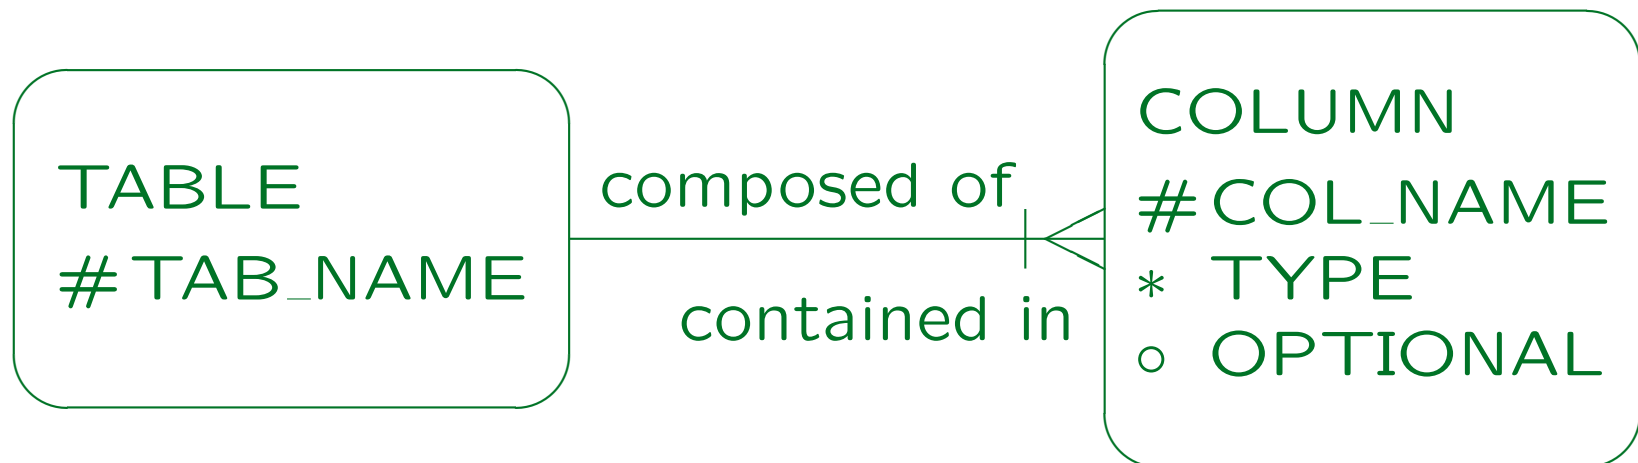 TABLE
#TAB_NAME
composed of
contained in
COLUMN
#COL_NAME
* TYPE
○ OPTIONAL